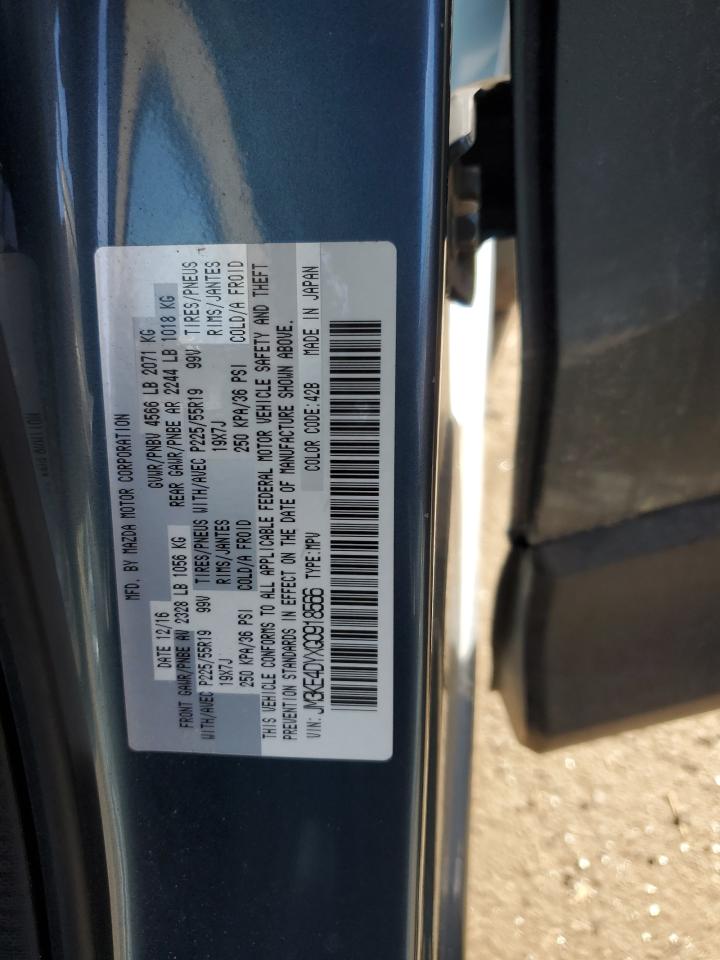 MFD. BY MAZDA MOTOR CORPORATION
DATE 12/16 GVWR/PNBV 4566 LB 2071 KG
FRONT GAWR/PNBE AV 2328 LB 1056 KG REAR GAWR/PNBE AR 2244 LB 1018 KG
WITH/AVEC P225/55R19 99V TIRES/PNEUS WITH/AVEC P225/55R19 99V TIRES/PNEUS
19X7J RIMS/JANTES 19X7J RIMS/JANTES
250 KPA/36 PSI COLD/A FROID 250 KPA/36 PSI COLD/A FROID
THIS VEHICLE CONFORMS TO ALL APPLICABLE FEDERAL MOTOR VEHICLE SAFETY AND THEFT
PREVENTION STANDARDS IN EFFECT ON THE DATE OF MANUFACTURE SHOWN ABOVE.
VIN: JM3KE4DYXG0918566 TYPE:MPV COLOR CODE:42B MADE IN JAPAN